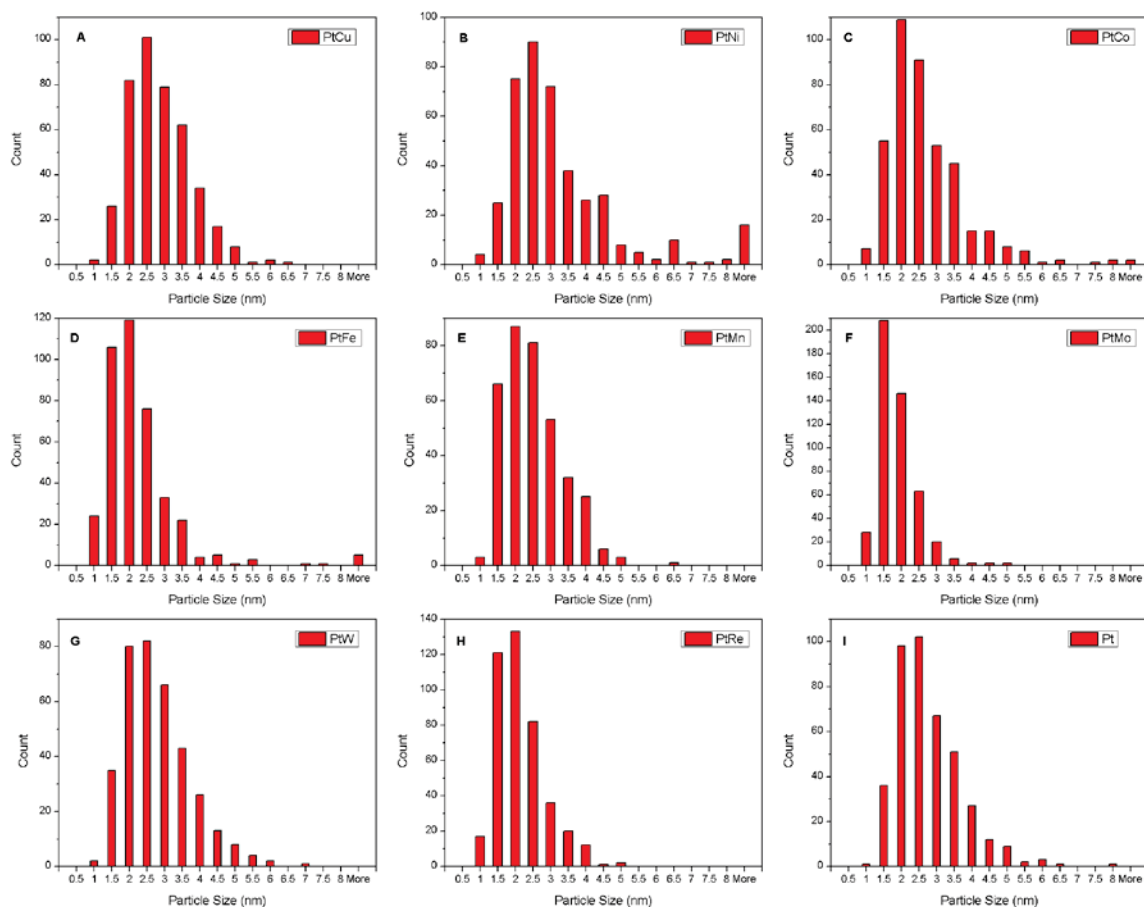 A PtCu
100
80
60
40
20
0
Count
0.5 1 1.5 2 2.5 3 3.5 4 4.5 5 5.5 6 6.5 7 7.5 8 More
Particle Size (nm)
B PtNi
100
80
60
40
20
0
Count
0.5 1 1.5 2 2.5 3 3.5 4 4.5 5 5.5 6 6.5 7 7.5 8 More
Particle Size (nm)
C PtCo
100
80
60
40
20
0
Count
0.5 1 1.5 2 2.5 3 3.5 4 4.5 5 5.5 6 6.5 7 7.5 8 More
Particle Size (nm)
D PtFe
120
100
80
60
40
20
0
Count
0.5 1 1.5 2 2.5 3 3.5 4 4.5 5 5.5 6 6.5 7 7.5 8 More
Particle Size (nm)
E PtMn
80
60
40
20
0
Count
0.5 1 1.5 2 2.5 3 3.5 4 4.5 5 5.5 6 6.5 7 7.5 8 More
Particle Size (nm)
F PtMo
200
180
160
140
120
100
80
60
40
20
0
Count
0.5 1 1.5 2 2.5 3 3.5 4 4.5 5 5.5 6 6.5 7 7.5 8 More
Particle Size (nm)
G PtW
80
60
40
20
0
Count
0.5 1 1.5 2 2.5 3 3.5 4 4.5 5 5.5 6 6.5 7 7.5 8 More
Particle Size (nm)
H PtRe
140
120
100
80
60
40
20
0
Count
0.5 1 1.5 2 2.5 3 3.5 4 4.5 5 5.5 6 6.5 7 7.5 8 More
Particle Size (nm)
I Pt
100
80
60
40
20
0
Count
0.5 1 1.5 2 2.5 3 3.5 4 4.5 5 5.5 6 6.5 7 7.5 8 More
Particle Size (nm)